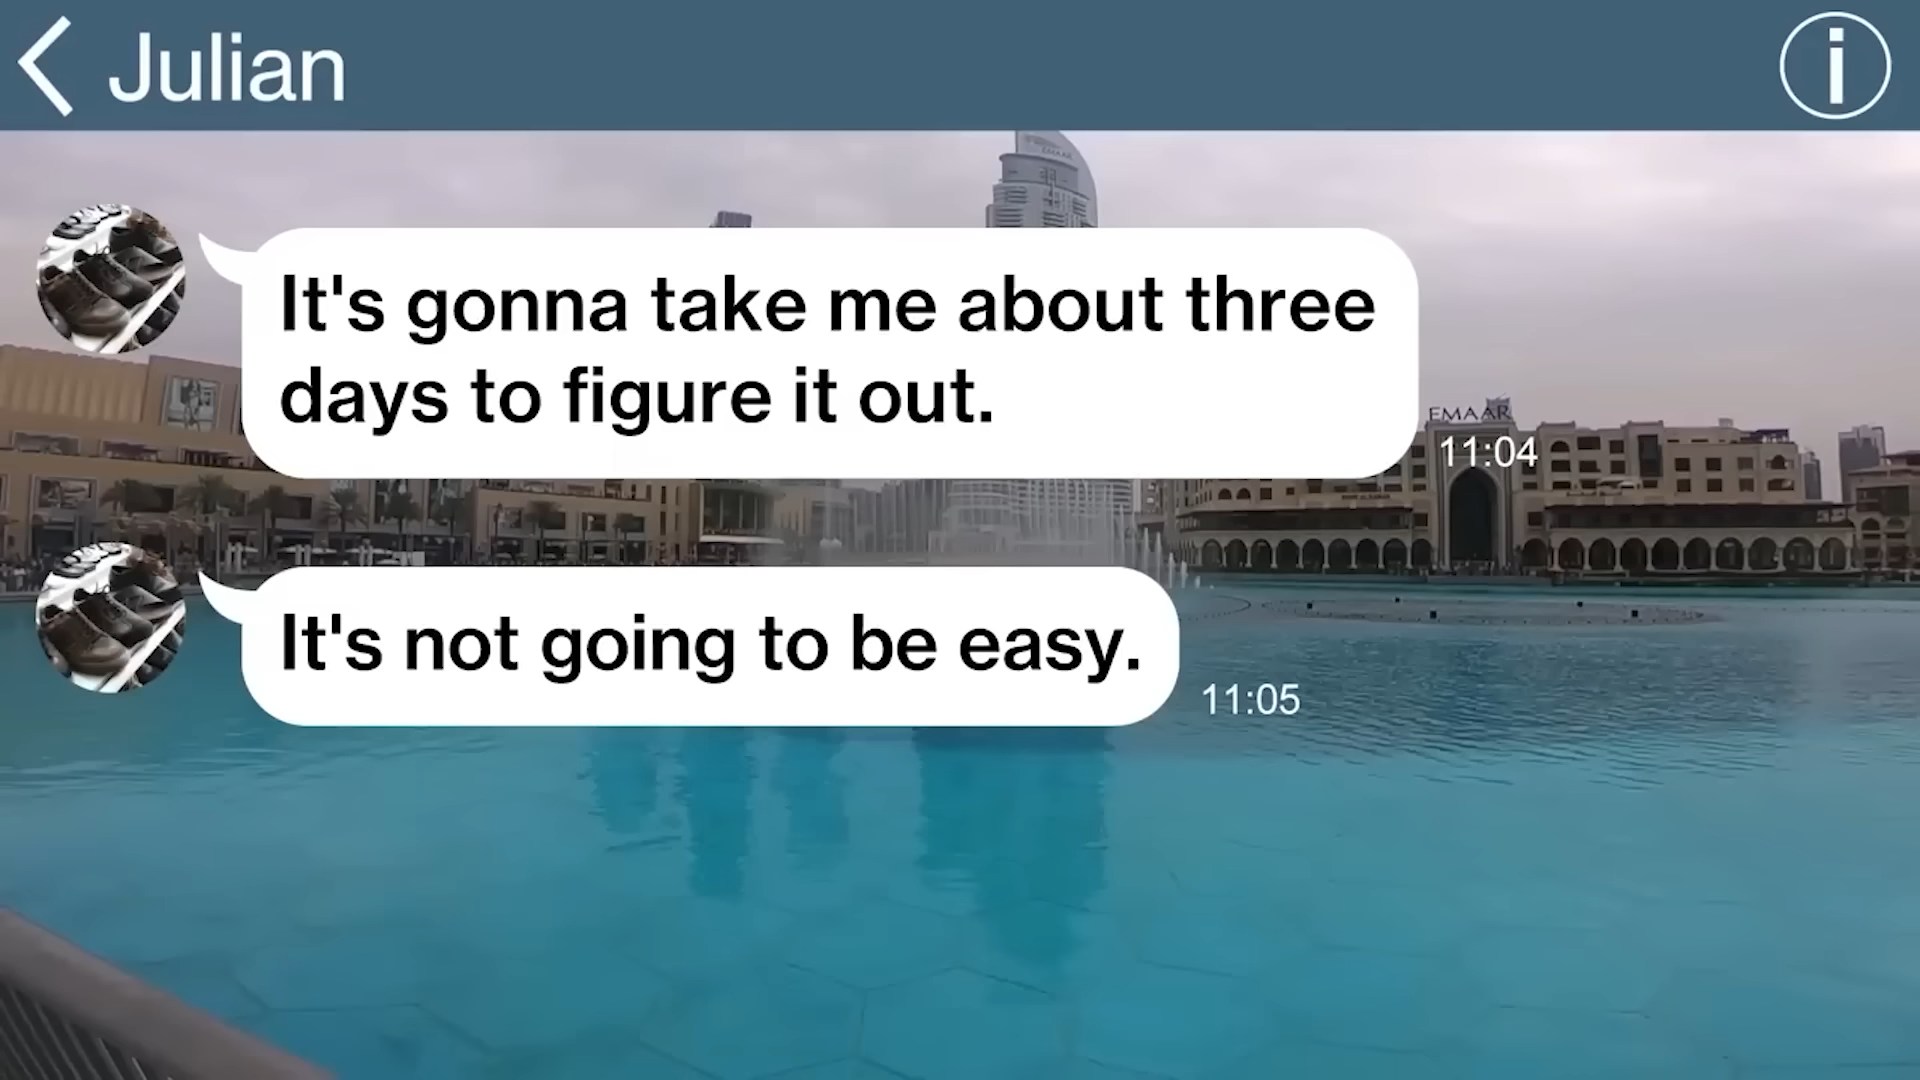 Julian
i
EMAAR
It's gonna take me about three
days to figure it out.
EMAAR
11:04
It's not going to be easy.
11:05